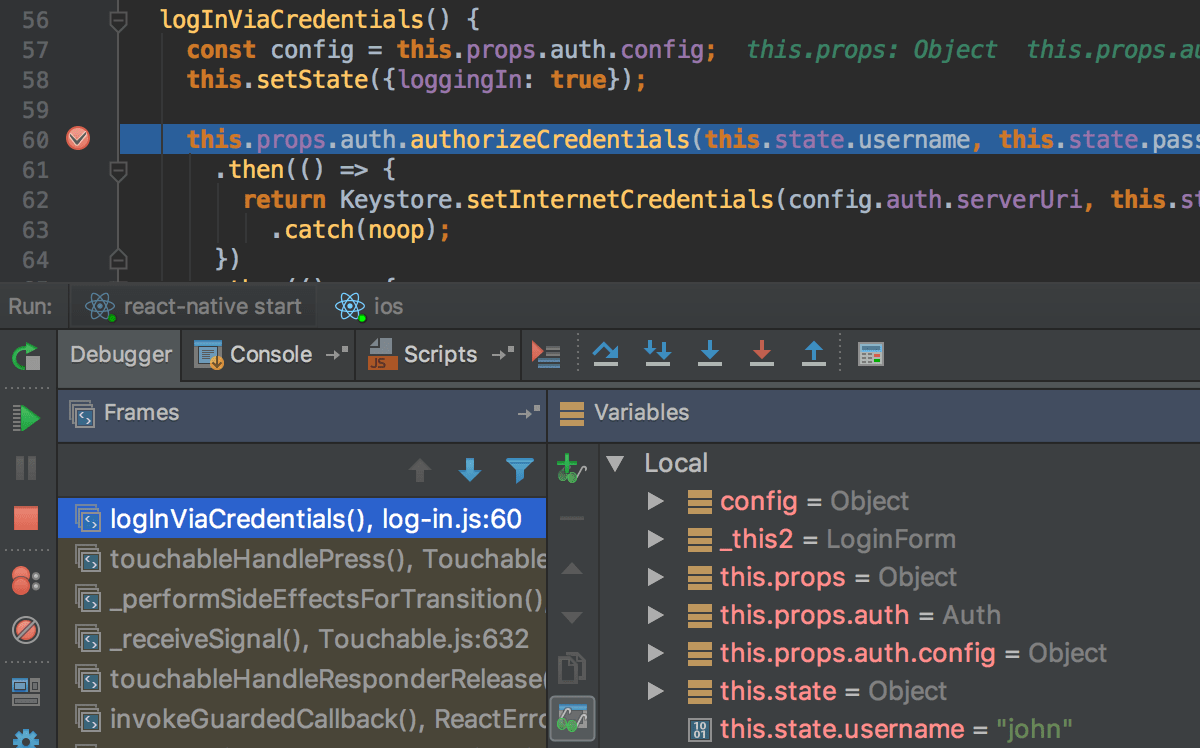 56 logInViaCredentials() {
57 const config = this.props.auth.config; this.props: Object this.props.au
58 this.setState({loggingIn: true});
59
60 this.props.auth.authorizeCredentials(this.state.username, this.state.pass
61 .then(() => {
62 return Keystore.setInternetCredentials(config.auth.serverUri, this.st
63 .catch(noop);
64 })
Run: react-native start ios
Debugger Console Scripts
JS
Frames
Variables
Local
logInViaCredentials(), log-in.js:60
touchableHandlePress(), Touchable
_performSideEffectsForTransition(),
_receiveSignal(), Touchable.js:632
touchableHandleResponderRelease(
invokeGuardedCallback(), ReactErro
config = Object
_this2 = LoginForm
this.props = Object
this.props.auth = Auth
this.props.auth.config = Object
this.state = Object
10
01
this.state.username = "john"